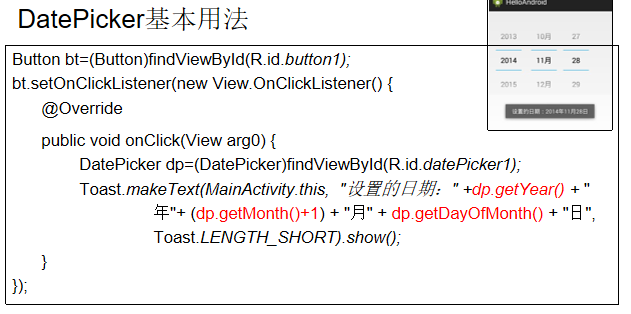 DatePicker基本用法
HelloAndroid
2013 10月 27
2014 11月 28
2015 12月 29
设置的日期：2014年11月28日
Button bt=(Button)findViewById(R.id.button1);
bt.setOnClickListener(new View.OnClickListener() {
@Override
public void onClick(View arg0) {
DatePicker dp=(DatePicker)findViewById(R.id.datePicker1);
Toast.makeText(MainActivity.this, "设置的日期：" +dp.getYear() + "
年"+ (dp.getMonth()+1) + "月" + dp.getDayOfMonth() + "日",
Toast.LENGTH_SHORT).show();
}
});